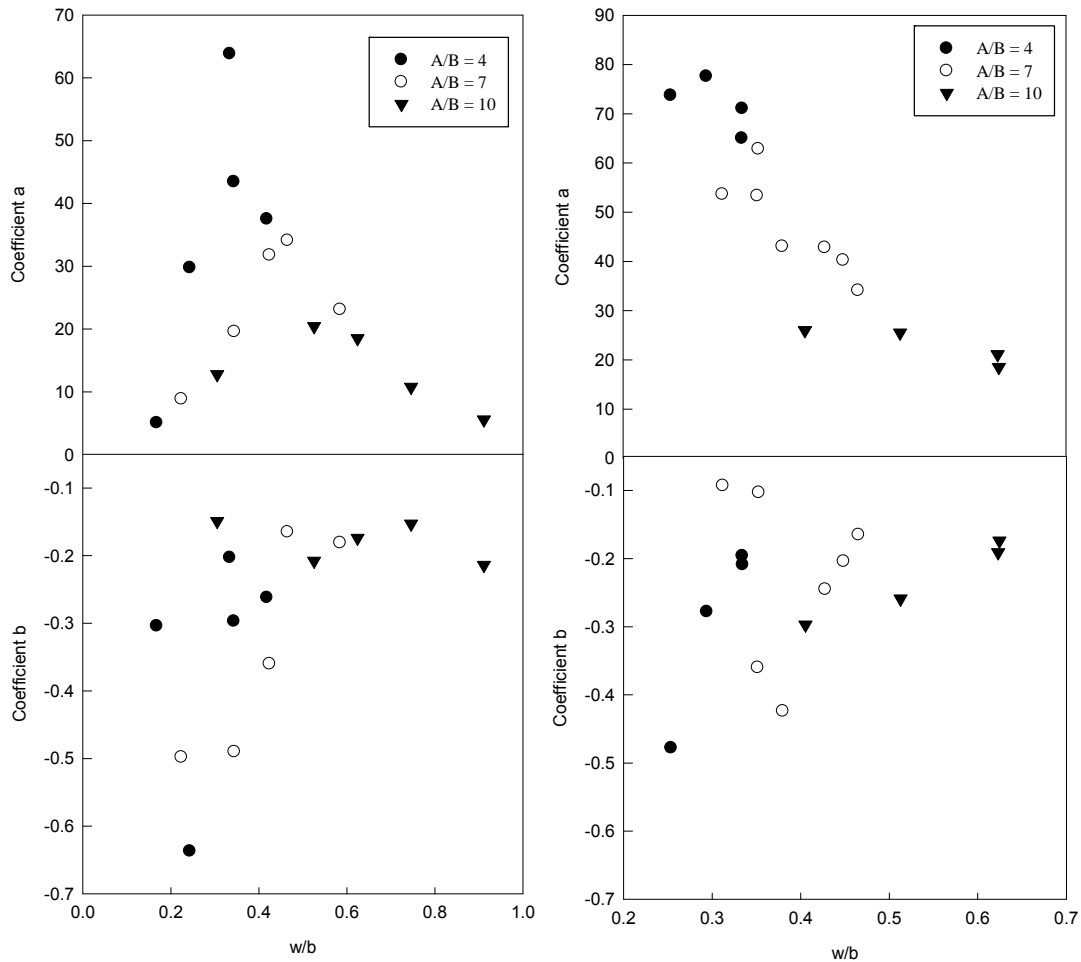 70
60
50
40
30
20
10
0
Coefficient a
A/B = 4
A/B = 7
A/B = 10
-0.1
-0.2
-0.3
-0.4
-0.5
-0.6
-0.7
Coefficient b
0.0 0.2 0.4 0.6 0.8 1.0
w/b
90
80
70
60
50
40
30
20
10
0
Coefficient a
A/B = 4
A/B = 7
A/B = 10
-0.1
-0.2
-0.3
-0.4
-0.5
-0.6
-0.7
Coefficient b
0.2 0.3 0.4 0.5 0.6 0.7
w/b